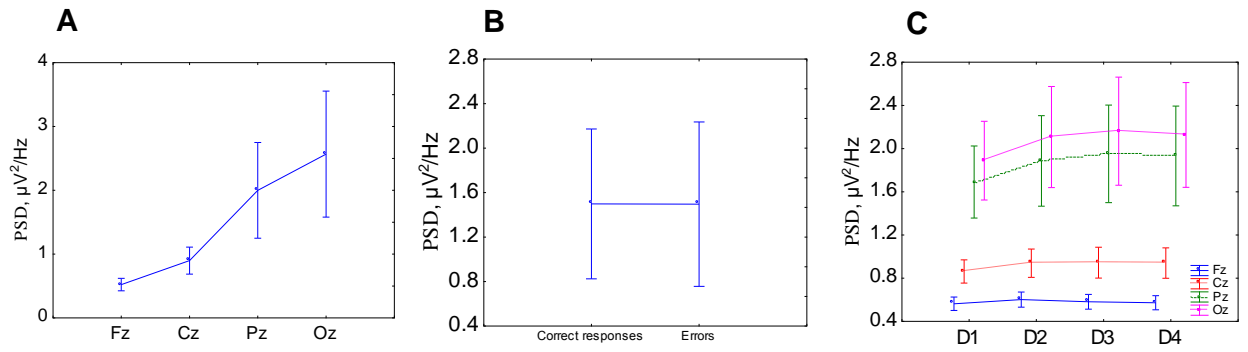 A
PSD, µV²/Hz
4
3
2
1
0
Fz Cz Pz Oz
B
PSD, µV²/Hz
2.8
2.4
2.0
1.6
1.2
0.8
0.4
Correct responses Errors
C
PSD, µV²/Hz
2.8
2.4
2.0
1.6
1.2
0.8
0.4
D1 D2 D3 D4
Fz
Cz
Pz
Oz